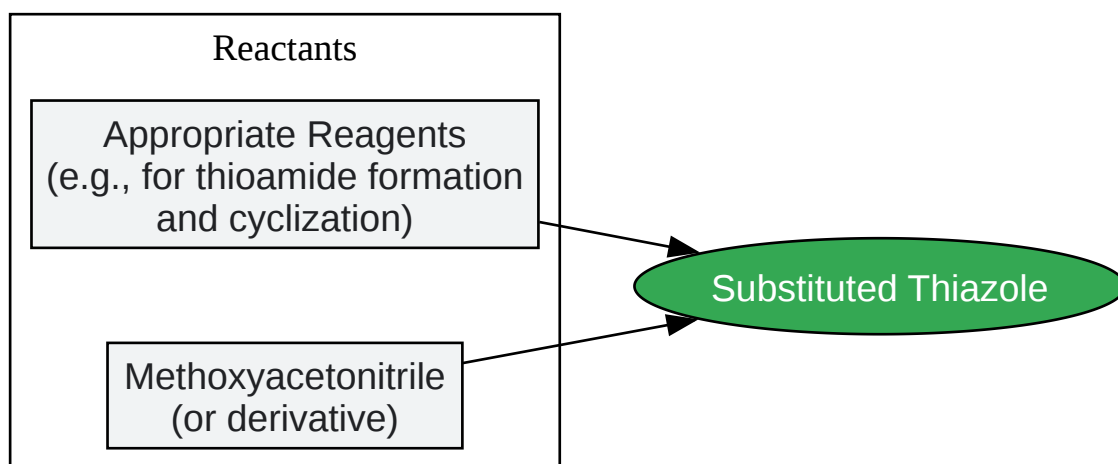 Reactants
Appropriate Reagents
(e.g., for thioamide formation
and cyclization)
Substituted Thiazole
Methoxyacetonitrile
(or derivative)